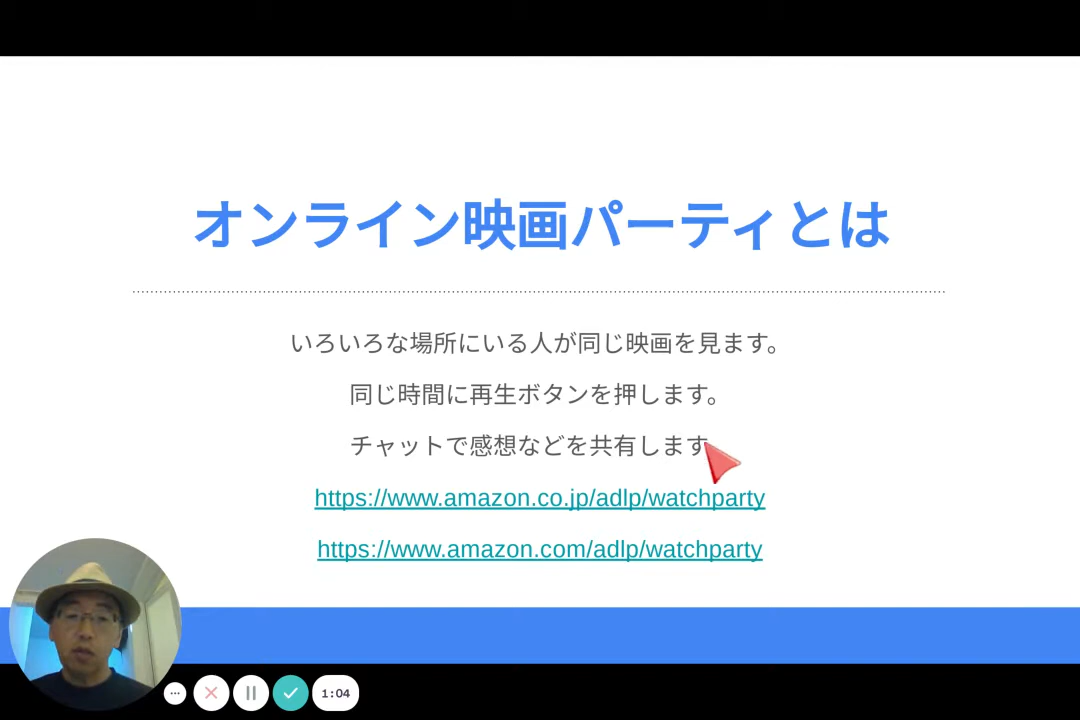 オンライン映画パーティとは
いろいろな場所にいる人が同じ映画を見ます。
同じ時間に再生ボタンを押します。
チャットで感想などを共有します
https://www.amazon.co.jp/adlp/watchparty
https://www.amazon.com/adlp/watchparty
1:04